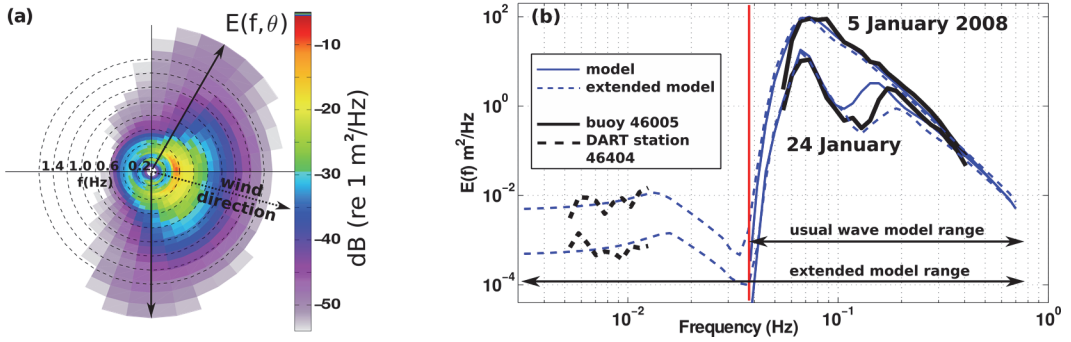 (a)
E(f,θ)
1.4 1.0 0.6 0.2
f(Hz)
wind
direction
−10
−20
−30
−40
−50
dB (re 1 m²/Hz)
(b)
5 January 2008
24 January
model
extended model
buoy 46005
DART station
46404
usual wave model range
extended model range
E(f) m²/Hz
10²
10⁰
10⁻²
10⁻⁴
10⁻² 10⁻¹ 10⁰
Frequency (Hz)